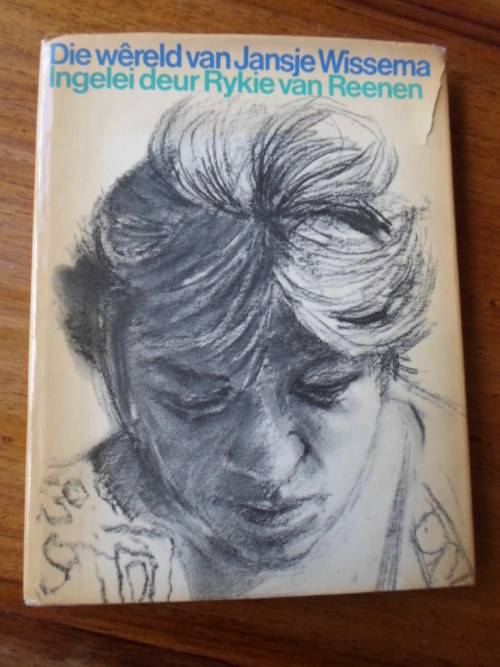 Die wêreld van Jansje Wissema
ingelei deur Rykie van Reenen